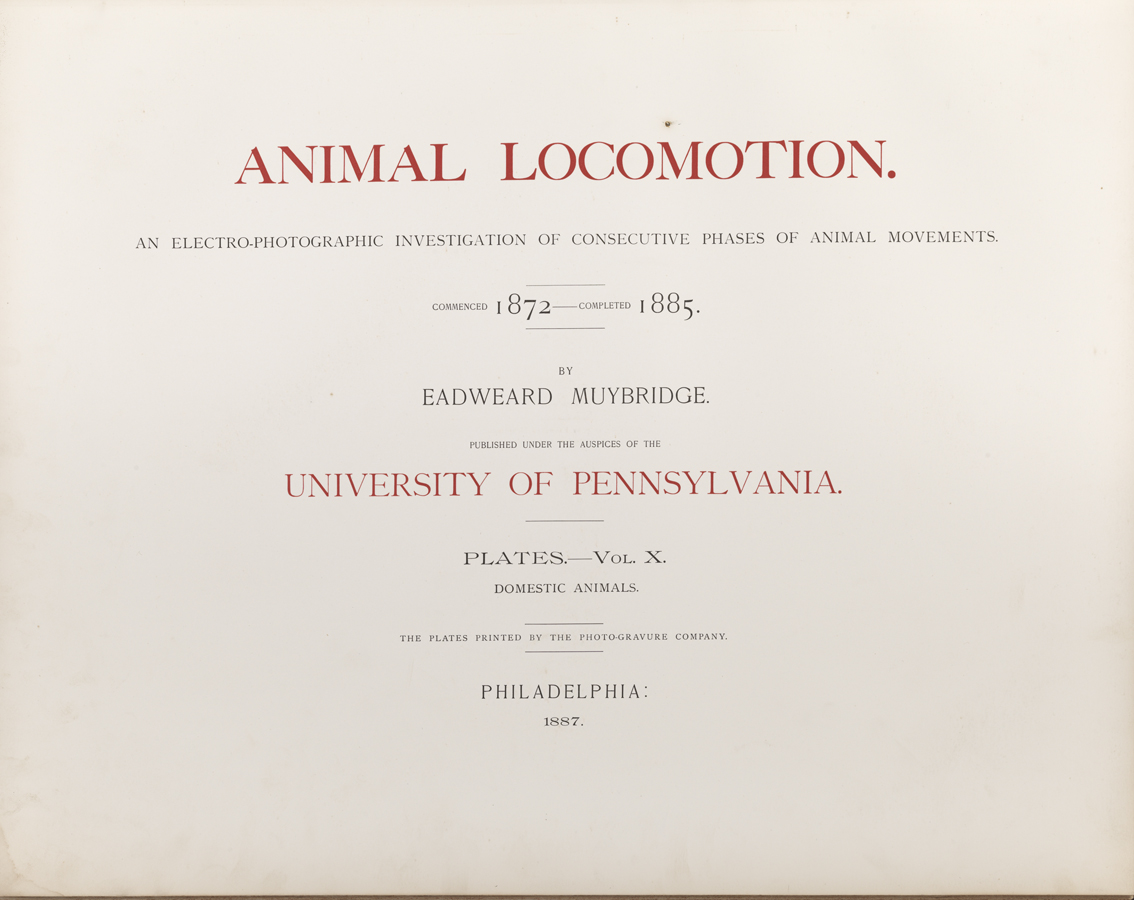 ANIMAL LOCOMOTION.
AN ELECTRO-PHOTOGRAPHIC INVESTIGATION OF CONSECUTIVE PHASES OF ANIMAL MOVEMENTS.
COMMENCED 1872—COMPLETED 1885.
BY
EADWEARD MUYBRIDGE.
PUBLISHED UNDER THE AUSPICES OF THE
UNIVERSITY OF PENNSYLVANIA.
PLATES.—VOL. X.
DOMESTIC ANIMALS.
THE PLATES PRINTED BY THE PHOTO-GRAVURE COMPANY.
PHILADELPHIA:
1887.